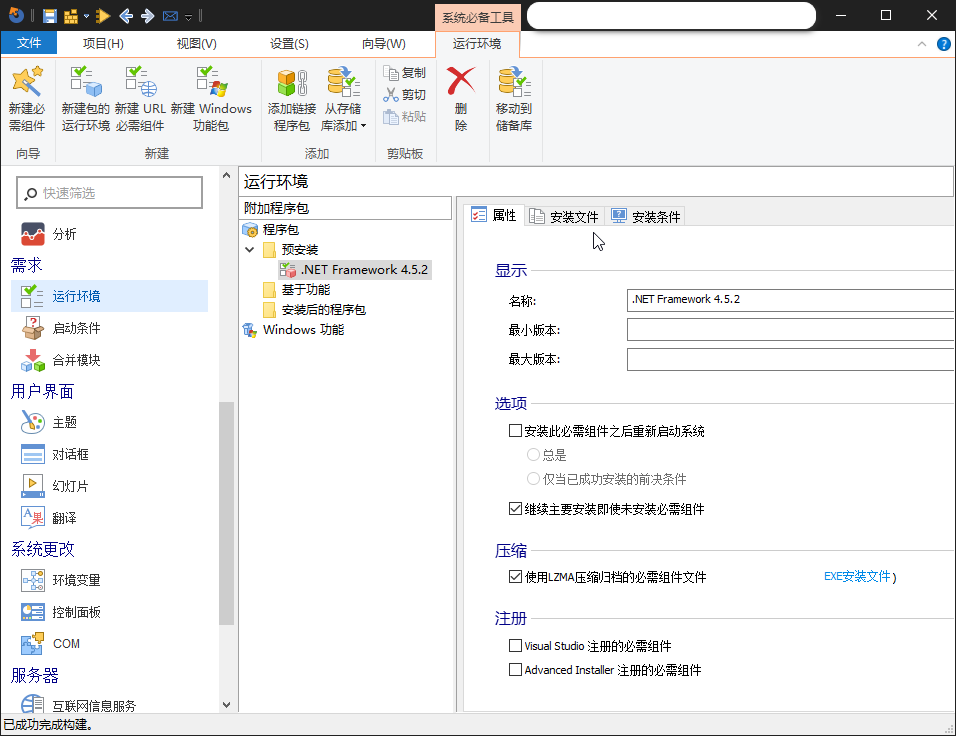 系统必备工具
文件
项目(H)
视图(V)
设置(S)
向导(W)
运行环境
新建必
需组件
新建包的
运行环境
新建 URL
必需组件
新建 Windows
功能包
添加链接
程序包
从存储
库添加
复制
剪切
粘贴
删
除
移动到
储备库
向导
新建
添加
剪贴板
快速筛选
分析
需求
运行环境
启动条件
合并模块
用户界面
主题
对话框
幻灯片
翻译
系统更改
环境变量
控制面板
COM
服务器
互联网信息服务
运行环境
附加程序包
程序包
预安装
.NET Framework 4.5.2
基于功能
安装后的程序包
Windows 功能
属性
安装文件
安装条件
显示
名称:
.NET Framework 4.5.2
最小版本:
最大版本:
选项
安装此必需组件之后重新启动系统
总是
仅当已成功安装的前决条件
继续主要安装即使未安装必需组件
压缩
使用LZMA压缩归档的必需组件文件
EXE安装文件 )
注册
Visual Studio 注册的必需组件
Advanced Installer 注册的必需组件
已成功完成构建。